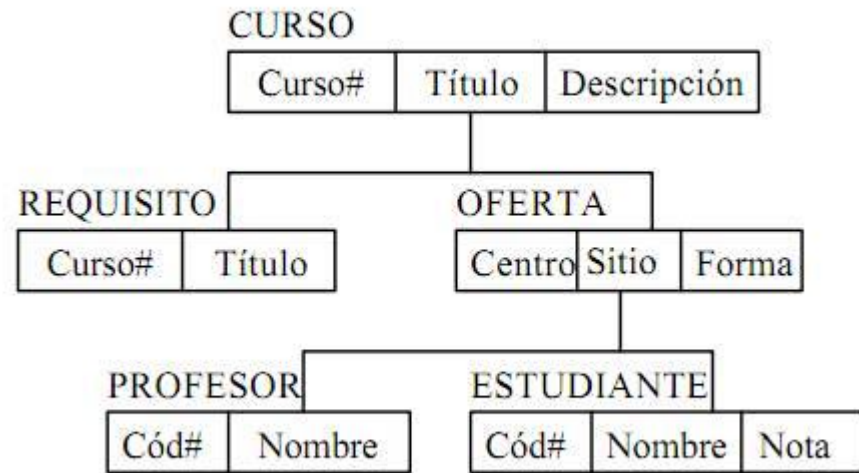 CURSO
Curso# Título Descripción
REQUISITO OFERTA
Curso# Título Centro Sitio Forma
PROFESOR ESTUDIANTE
Cód# Nombre Cód# Nombre Nota